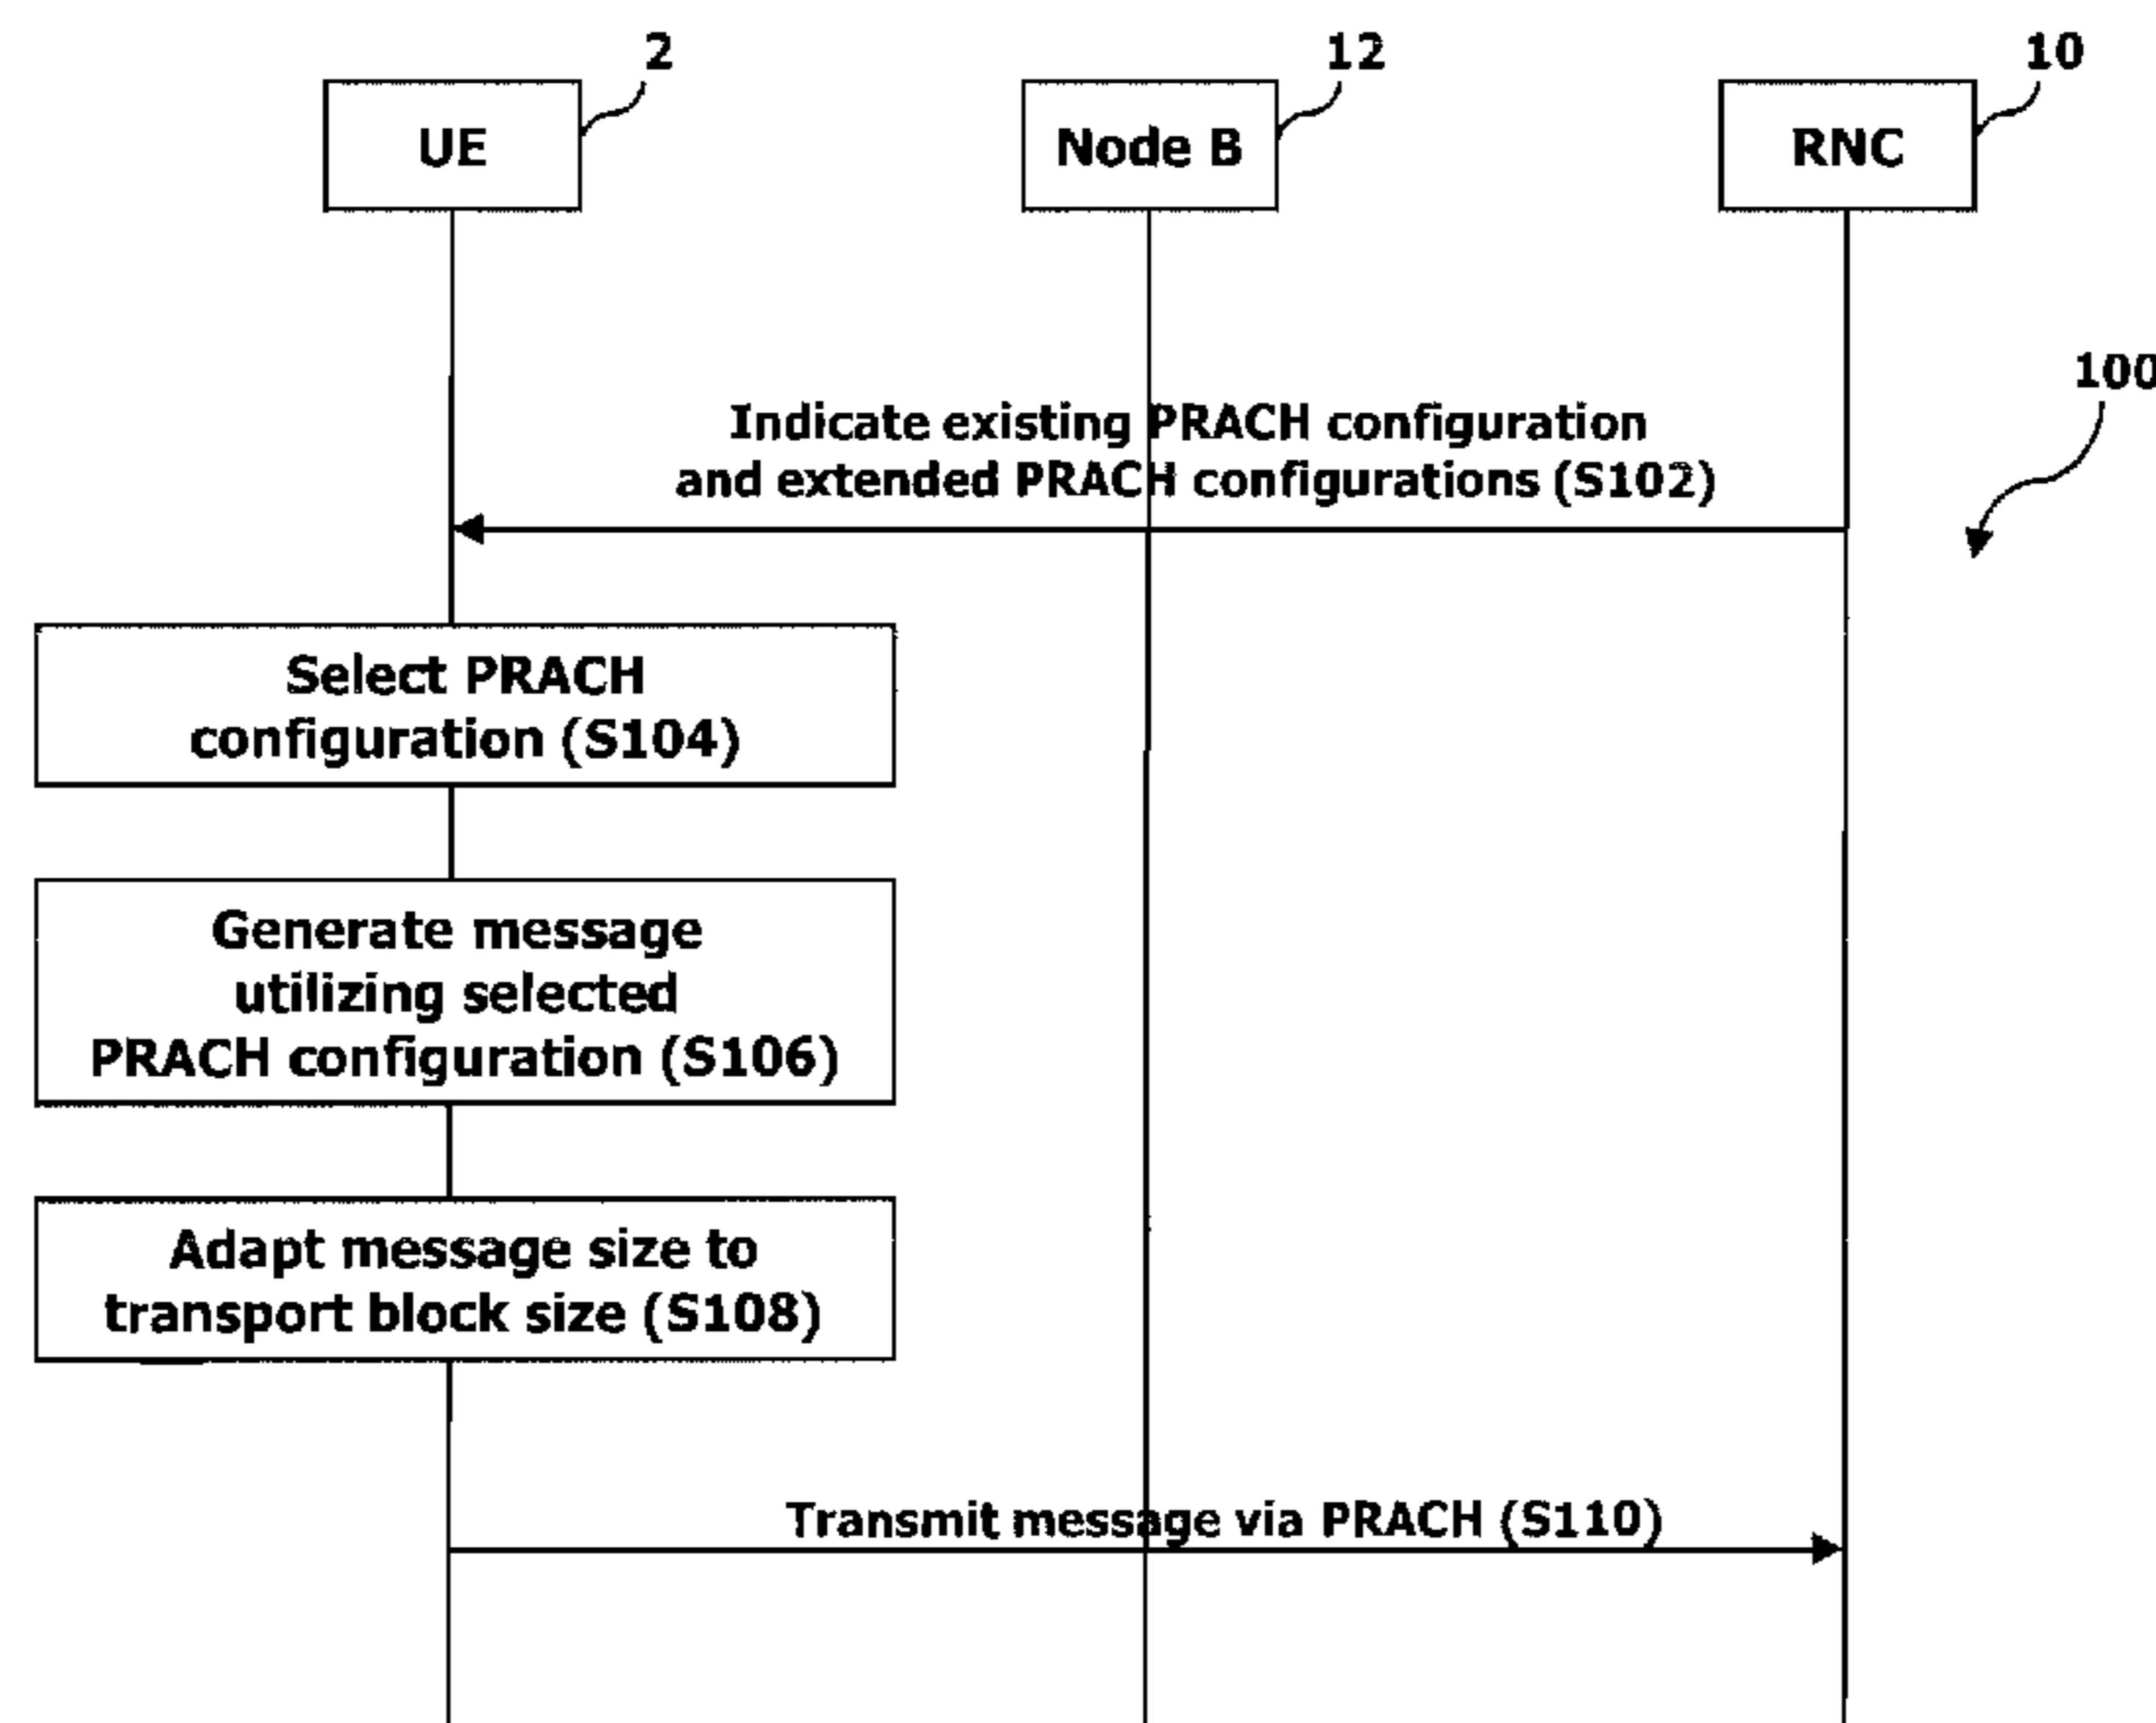 2
12
10
UE
Node B
RNC
100
Indicate existing PRACH configuration
and extended PRACH configurations (S102)
Select PRACH
configuration (S104)
Generate message
utilizing selected
PRACH configuration (S106)
Adapt message size to
transport block size (S108)
Transmit message via PRACH (S110)